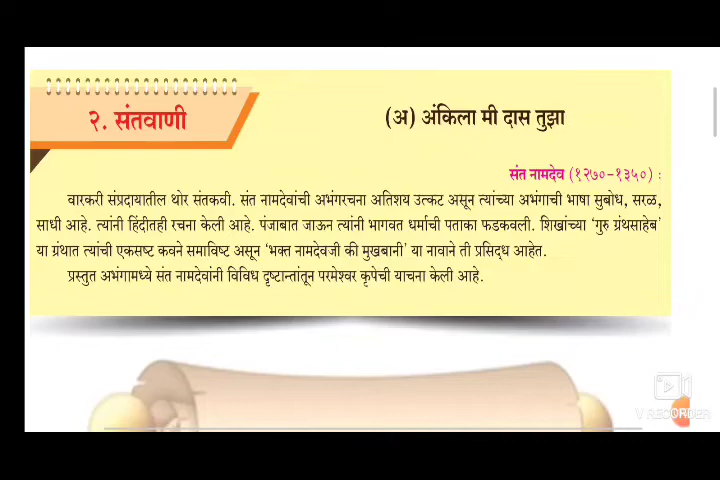 २. संतवाणी
(अ) अंकिला मी दास तुझा
संत नामदेव (१२७०-१३५०) :
वारकरी संप्रदायातील थोर संतकवी. संत नामदेवांची अभंगरचना अतिशय उत्कट असून त्यांच्या अभंगाची भाषा सुबोध, सरळ,
साधी आहे. त्यांनी हिंदीतही रचना केली आहे. पंजाबात जाऊन त्यांनी भागवत धर्माची पताका फडकवली. शिखांच्या ‘गुरु ग्रंथसाहेब’
या ग्रंथात त्यांची एकसष्ट कवने समाविष्ट असून ‘भक्त नामदेवजी की मुखबानी’ या नावाने ती प्रसिद्ध आहेत.
प्रस्तुत अभंगामध्ये संत नामदेवांनी विविध दृष्टान्तांतून परमेश्वर कृपेची याचना केली आहे.
V RECORDER